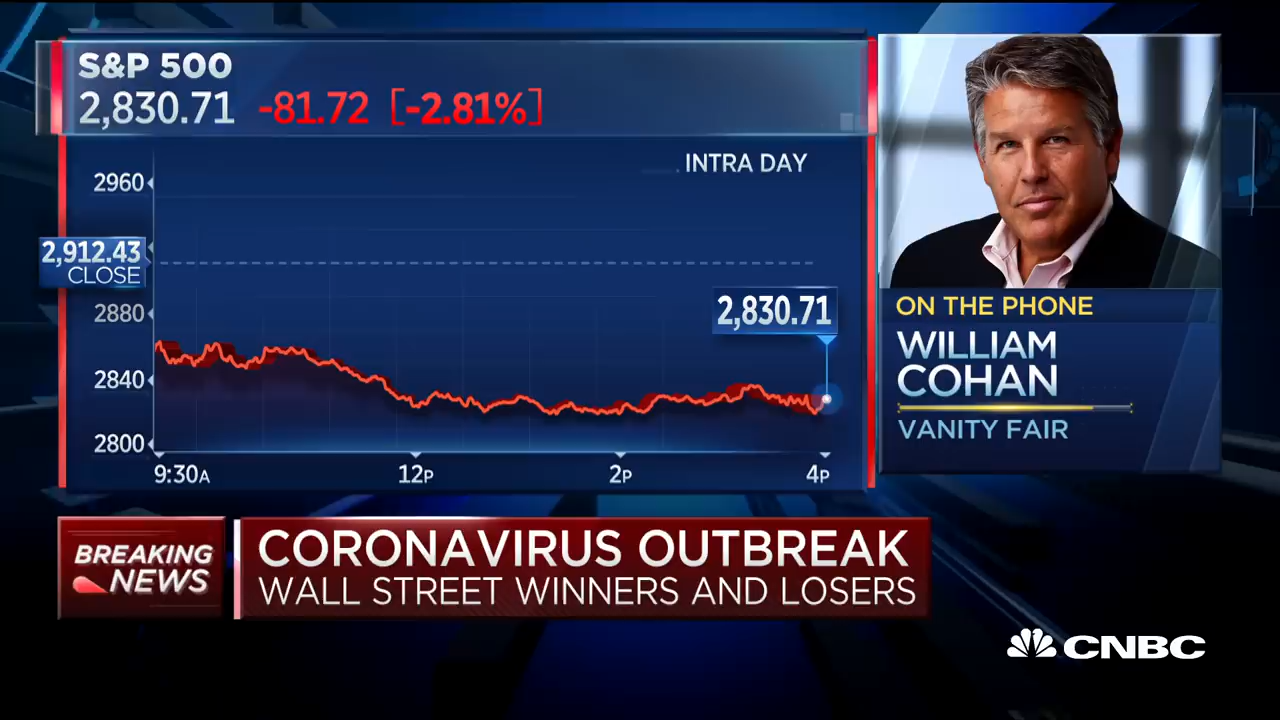 S&P 500
2,830.71 -81.72 [-2.81%]
INTRA DAY
2960
2,912.43
CLOSE
2880
2,830.71
2840
2800
9:30A 12P 2P 4P
ON THE PHONE
WILLIAM
COHAN
VANITY FAIR
BREAKING
NEWS
CORONAVIRUS OUTBREAK
WALL STREET WINNERS AND LOSERS
CNBC